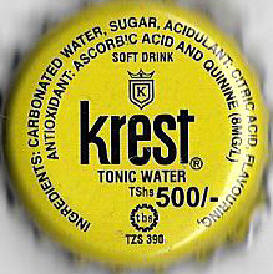 INGREDIENTS: CARBONATED WATER, SUGAR, ACIDULANT: CITRIC ACID, FLAVOURING,
ANTIOXIDANT: ASCORBIC ACID AND QUININE (8MG/L)
SOFT DRINK
K
krest®
TONIC WATER
TShs 500/-
tbs
TZS 390